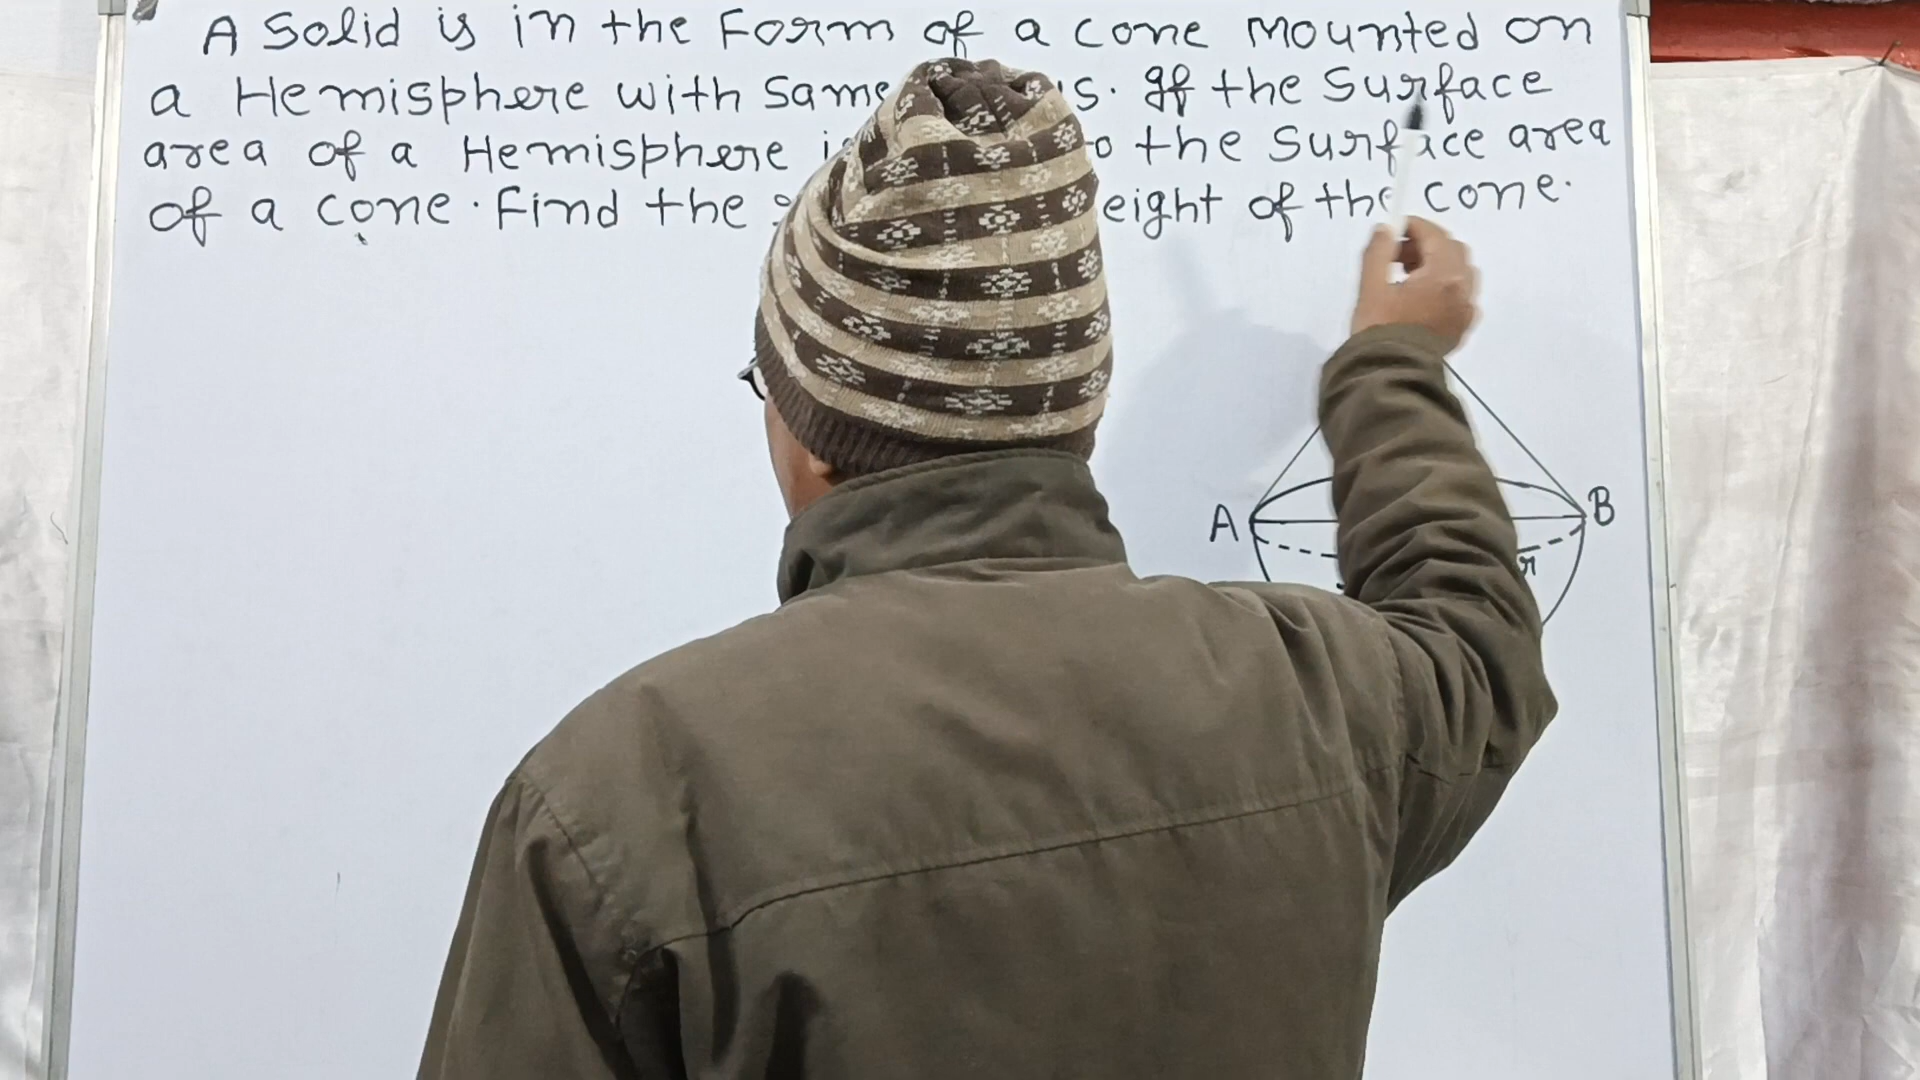 A Solid is in the Form of a cone Mounted on
a Hemisphere with Same s. If the Surface
area of a Hemisphere the Surface area
of a cone. Find the eight of the cone.
A B
r